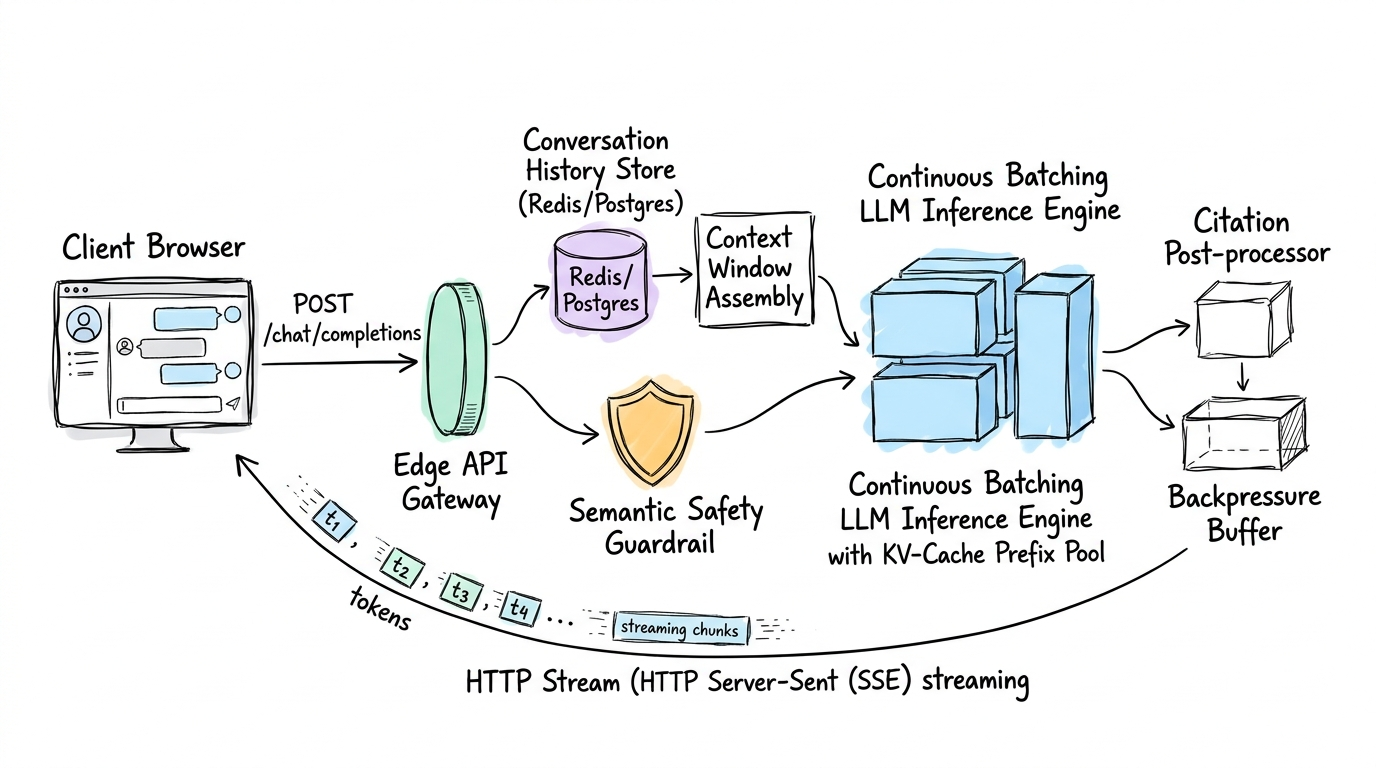 Client Browser
POST
/chat/completions
Edge API
Gateway
Conversation
History Store
(Redis/Postgres)
Redis/
Postgres
Context
Window
Assembly
Semantic Safety
Guardrail
Continuous Batching
LLM Inference Engine
Continuous Batching
LLM Inference Engine
with KV-Cache Prefix Pool
Citation
Post-processor
Backpressure
Buffer
t₁,
t₂,
t₃,
t₄ ...
streaming chunks
tokens
HTTP Stream (HTTP Server-Sent (SSE) streaming